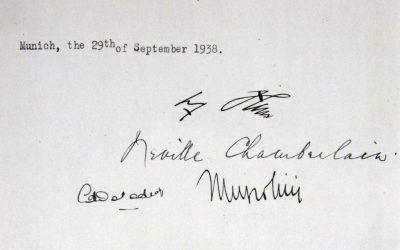 Munich, the 29th of September 1938.
Neville Chamberlain.
Mussolini